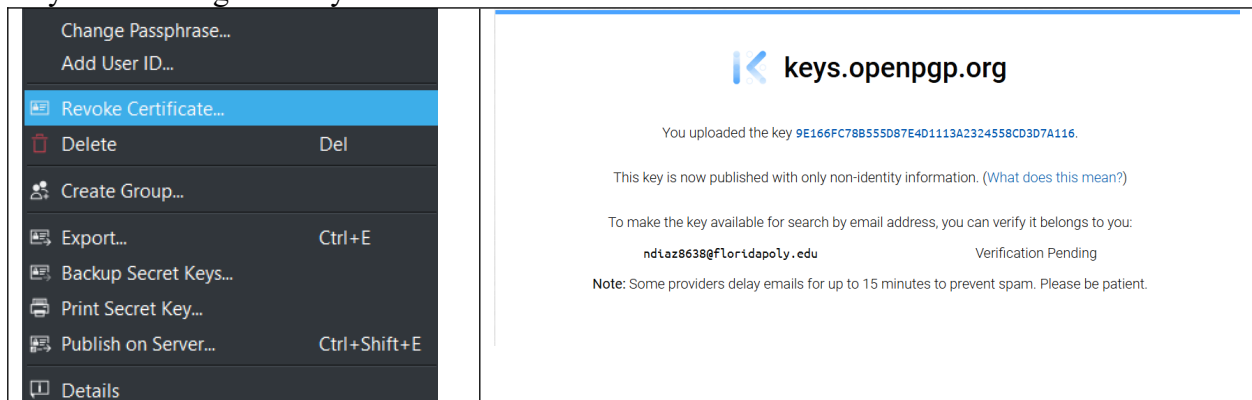 Change Passphrase...
Add User ID...
Revoke Certificate...
Delete Del
Create Group...
Export... Ctrl+E
Backup Secret Keys...
Print Secret Key...
Publish on Server... Ctrl+Shift+E
Details
keys.openpgp.org
You uploaded the key 9E166FC78B555D87E4D1113A2324558CD3D7A116.
This key is now published with only non-identity information. (What does this mean?)
To make the key available for search by email address, you can verify it belongs to you:
ndiaz8638@floridapoly.edu Verification Pending
Note: Some providers delay emails for up to 15 minutes to prevent spam. Please be patient.